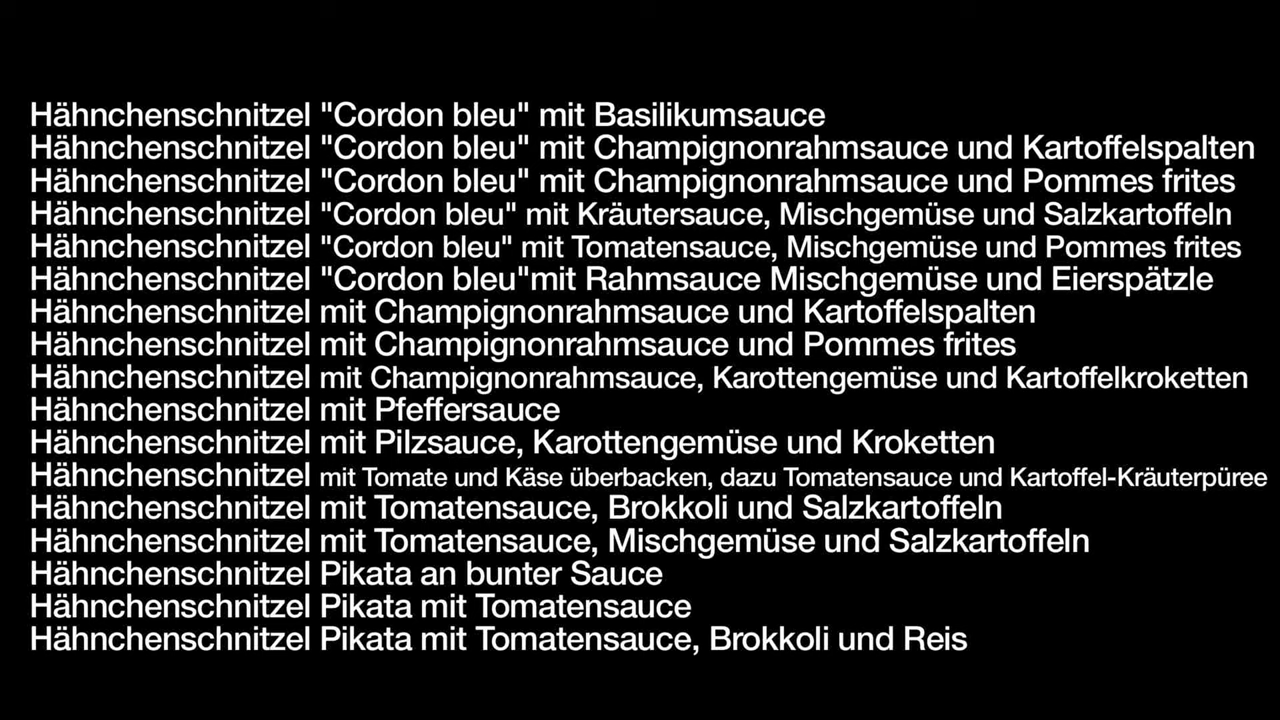 Hähnchenschnitzel "Cordon bleu" mit Basilikumsauce
Hähnchenschnitzel "Cordon bleu" mit Champignonrahmsauce und Kartoffelspalten
Hähnchenschnitzel "Cordon bleu" mit Champignonrahmsauce und Pommes frites
Hähnchenschnitzel "Cordon bleu" mit Kräutersauce, Mischgemüse und Salzkartoffeln
Hähnchenschnitzel "Cordon bleu" mit Tomatensauce, Mischgemüse und Pommes frites
Hähnchenschnitzel "Cordon bleu"mit Rahmsauce Mischgemüse und Eierspätzle
Hähnchenschnitzel mit Champignonrahmsauce und Kartoffelspalten
Hähnchenschnitzel mit Champignonrahmsauce und Pommes frites
Hähnchenschnitzel mit Champignonrahmsauce, Karottengemüse und Kartoffelkroketten
Hähnchenschnitzel mit Pfeffersauce
Hähnchenschnitzel mit Pilzsauce, Karottengemüse und Kroketten
Hähnchenschnitzel mit Tomate und Käse überbacken, dazu Tomatensauce und Kartoffel-Kräuterpüree
Hähnchenschnitzel mit Tomatensauce, Brokkoli und Salzkartoffeln
Hähnchenschnitzel mit Tomatensauce, Mischgemüse und Salzkartoffeln
Hähnchenschnitzel Pikata an bunter Sauce
Hähnchenschnitzel Pikata mit Tomatensauce
Hähnchenschnitzel Pikata mit Tomatensauce, Brokkoli und Reis